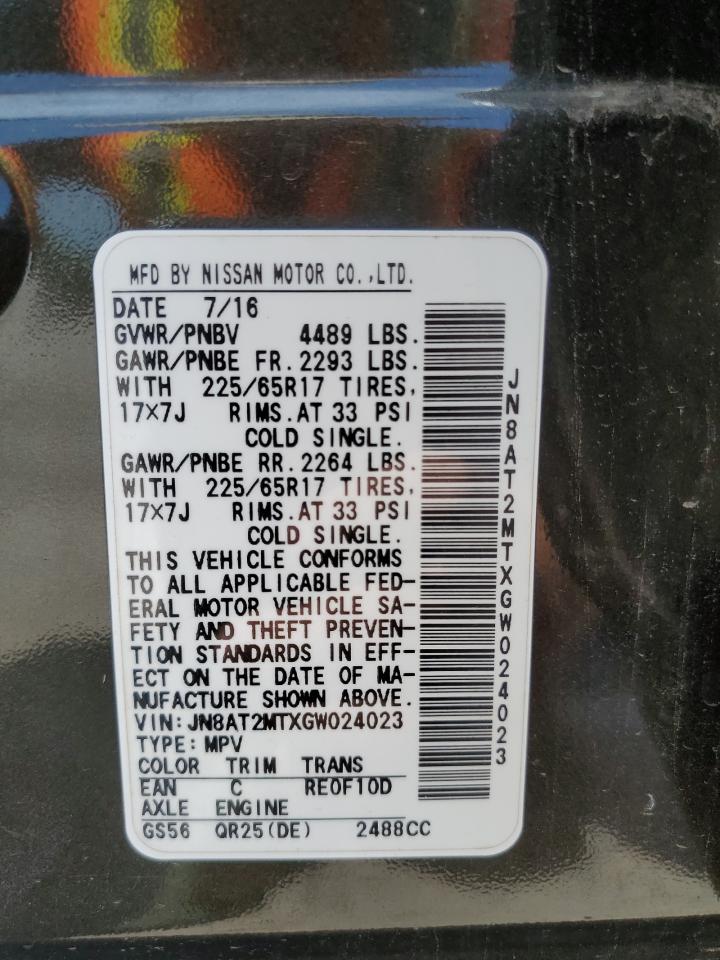 MFD BY NISSAN MOTOR CO.,LTD.
DATE 7/16
GVWR/PNBV 4489 LBS.
GAWR/PNBE FR. 2293 LBS.
WITH 225/65R17 TIRES,
17X7J RIMS.AT 33 PSI
COLD SINGLE.
GAWR/PNBE RR. 2264 LBS.
WITH 225/65R17 TIRES,
17X7J RIMS.AT 33 PSI
COLD SINGLE.
THIS VEHICLE CONFORMS
TO ALL APPLICABLE FED-
ERAL MOTOR VEHICLE SA-
FETY AND THEFT PREVEN-
TION STANDARDS IN EFF-
ECT ON THE DATE OF MA-
NUFACTURE SHOWN ABOVE.
VIN: JN8AT2MTXGW024023
TYPE: MPV
COLOR TRIM TRANS
EAN C RE0F10D
AXLE ENGINE
GS56 QR25(DE) 2488CC
JN8AT2MTXGW024023